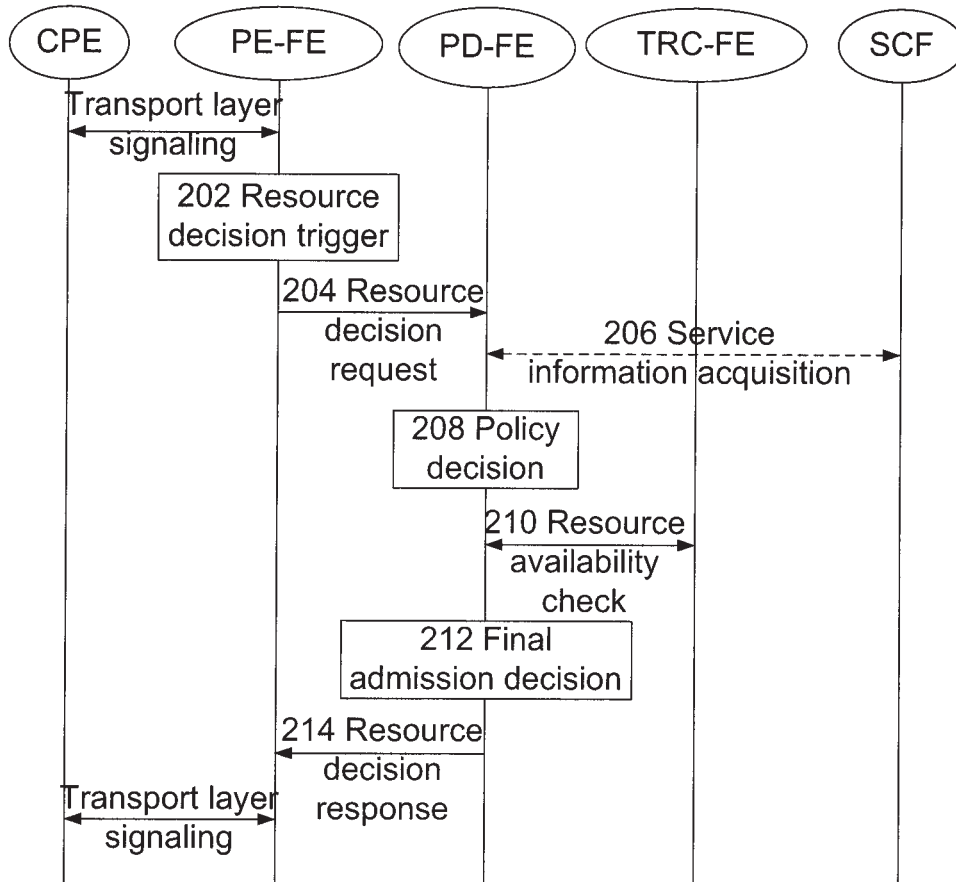 CPE
PE-FE
PD-FE
TRC-FE
SCF
Transport layer
signaling
202 Resource
decision trigger
204 Resource
decision
request
206 Service
information acquisition
208 Policy
decision
210 Resource
availability
check
212 Final
admission decision
214 Resource
decision
response
Transport layer
signaling